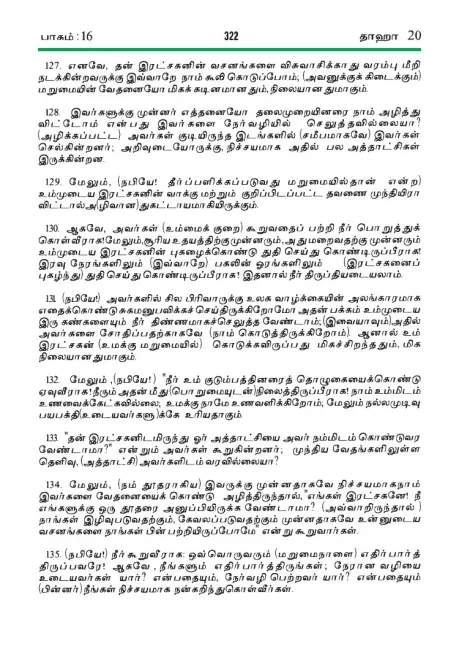 பாகம் : 16 322 தாஹா 20
127. எனவே, தன் இரட்சகனின் வசனங்களை விசுவாசிக்காது வரம்பு மீறி
நடக்கின்றவருக்கு இவ்வாறே நாம் கூலி கொடுப்போம்; (அவனுக்குக் கிடைக்கும்)
மறுமையின் வேதனையோ மிகக் கடினமானதும், நிலையானதுமாகும்.
128. இவர்களுக்கு முன்னர் எத்தனையோ தலைமுறையினரை நாம் அழித்து
விட்டோம் என்பது இவர்களை நேர்வழியில் செலுத்தவில்லையா?
(அழிக்கப்பட்ட) அவர்கள் குடியிருந்த இடங்களில் (சமீபமாகவே) இவர்கள்
செல்கின்றனர்; அறிவுடையோருக்கு, நிச்சயமாக அதில் பல அத்தாட்சிகள்
இருக்கின்றன.
129. மேலும், (நபியே! தீர்ப்பளிக்கப்படுவது மறுமையில்தான் என்ற)
உம்முடைய இரட்சகனின் வாக்கு மற்றும் குறிப்பிடப்பட்ட தவணை முந்தியிரா
விட்டால்அ(ழிவான)துகட்டாயமாகியிருக்கும்.
130. ஆகவே, அவர்கள் (உம்மைக் குறை) கூறுவதைப் பற்றி நீர் பொறுத்துக்
கொள்வீராக!மேலும்,சூரிய உதயத்திற்குமுன்னரும்,அதுமறைவதற்குமுன்னரும்
உம்முடைய இரட்சகனின் புகழைக்கொண்டு துதி செய்து கொண்டிருப்பீராக!
இரவு நேரங்களிலும் (இவ்வாறே) பகலின் ஓரங்களிலும் (இரட்சகனைப்
புகழ்ந்து) துதி செய்து கொண்டிருப்பீராக! இதனால் நீர் திருப்தியடையலாம்.
131. (நபியே!) அவர்களில் சில பிரிவாருக்கு உலக வாழ்க்கையின் அலங்காரமாக
எதைக்கொண்டுசுகமனுபவிக்கச்செய்திருக்கிறோமோஅதன்பக்கம்உம்முடைய
இரு கண்களையும் நீர் திண்ணமாகச்செலுத்த வேண்டாம்; (இவையாவும்)அதில்
அவர்களை சோதிப்பதற்காகவே (நாம் கொடுத்திருக்கிறோம்). ஆனால் உம்
இரட்சகன் (உமக்கு மறுமையில்) கொடுக்கவிருப்பது மிகச்சிறந்ததும், மிக
நிலையானதுமாகும்.
132. மேலும் ,(நபியே!) "நீர் உம் குடும்பத்தினரைத் தொழுகையைக்கொண்டு
ஏவுவீராக!நீரும்அதன்மீது(பொறுமையுடன்)நிலைத்திருப்பீராக!நாம்உம்மிடம்
உணவைக்கேட்கவில்லை; உமக்கு நாமே உணவளிக்கிறோம்; மேலும் நல்லமுடிவு
பயபக்தி(உடையவர்களு)க்கே உரியதாகும்.
133. "தன் இரட்சகனிடமிருந்து ஓர் அத்தாட்சியை அவர் நம்மிடம் கொண்டுவர
வேண்டாமா?" என்றும் அவர்கள் கூறுகின்றனர்; முந்திய வேதங்களிலுள்ள
தெளிவு, (அத்தாட்சி) அவர்களிடம் வரவில்லையா?
134. மேலும், (நம் தூதராகிய) இவருக்கு முன்னதாகவே நிச்சயமாகநாம்
இவர்களை வேதனையைக் கொண்டு அழித்திருந்தால், "எங்கள் இரட்சகனே! நீ
எங்களுக்கு ஒரு தூதரை அனுப்பியிருக்க வேண்டாமா? (அவ்வாறிருந்தால்)
நாங்கள் இழிவுபடுவதற்கும், கேவலப்படுவதற்கும் முன்னதாகவே உன்னுடைய
வசனங்களை நாங்கள் பின்பற்றியிருப்போமே என்று கூறுவார்கள்.
135. (நபியே!) நீர் கூறுவீராக: ஒவ்வொருவரும் (மறுமைநாளை) எதிர்பார்த்
திருப்பவரே! ஆகவே , நீங்களும் எதிர்பார்த்திருங்கள்; நேரான வழியை
உடையவர்கள் யார்? என்பதையும், நேர்வழி பெற்றவர் யார்? என்பதையும்
(பின்னர்)நீங்கள் நிச்சயமாக நன்கறிந்துகொள்வீர்கள்.